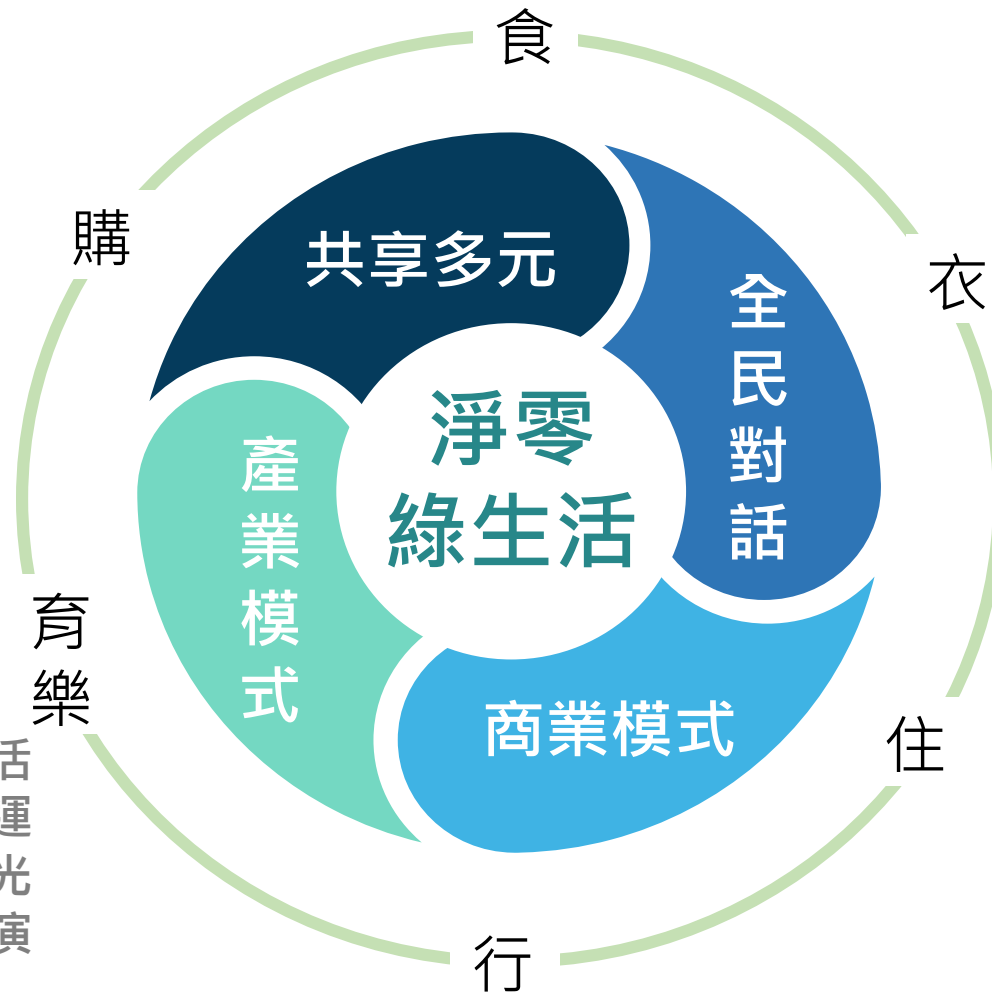 食
衣
住
行
育樂
購
共享多元
全民對話
商業模式
產業模式
淨零
綠生活
活
運
光
演